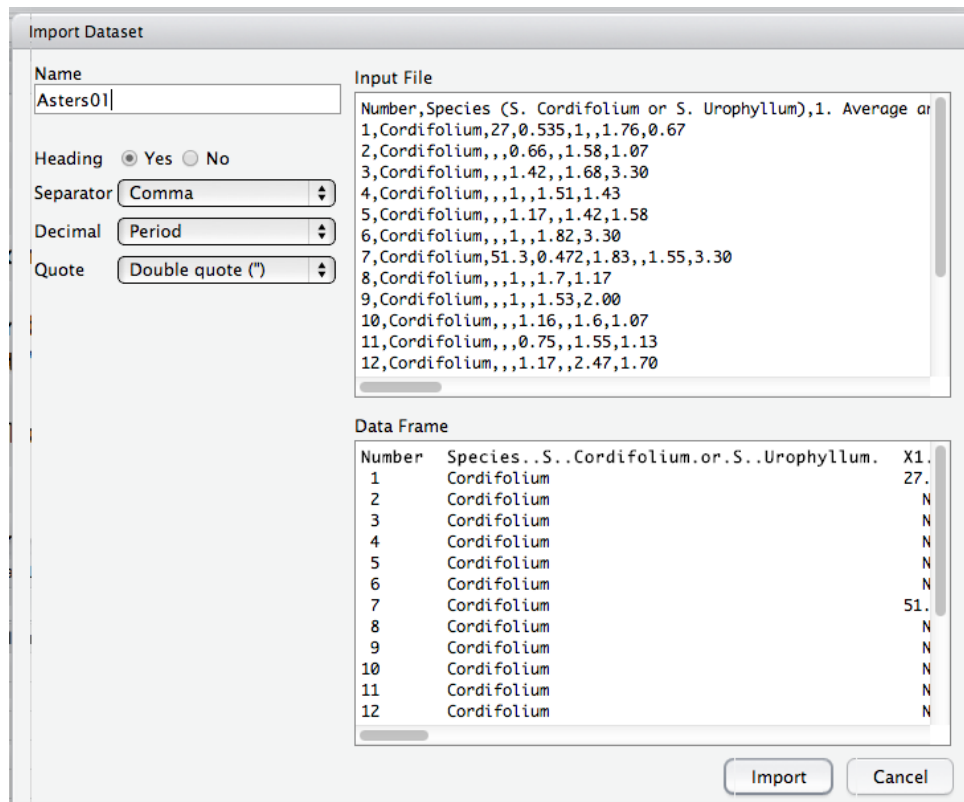 Import Dataset
Name
Asters01
Heading Yes No
Separator Comma
Decimal Period
Quote Double quote (")
Input File
Number,Species (S. Cordifolium or S. Urophyllum),1. Average ar
1,Cordifolium,27,0.535,1,,1.76,0.67
2,Cordifolium,,,0.66,,1.58,1.07
3,Cordifolium,,,1.42,,1.68,3.30
4,Cordifolium,,,1,,1.51,1.43
5,Cordifolium,,,1.17,,1.42,1.58
6,Cordifolium,,,1,,1.82,3.30
7,Cordifolium,51.3,0.472,1.83,,1.55,3.30
8,Cordifolium,,,1,,1.7,1.17
9,Cordifolium,,,1,,1.53,2.00
10,Cordifolium,,,1.16,,1.6,1.07
11,Cordifolium,,,0.75,,1.55,1.13
12,Cordifolium,,,1.17,,2.47,1.70
Data Frame
Number Species..S..Cordifolium.or.S..Urophyllum. X1.
1 Cordifolium 27.
2 Cordifolium N
3 Cordifolium N
4 Cordifolium N
5 Cordifolium N
6 Cordifolium N
7 Cordifolium 51.
8 Cordifolium N
9 Cordifolium N
10 Cordifolium N
11 Cordifolium N
12 Cordifolium N
Import Cancel